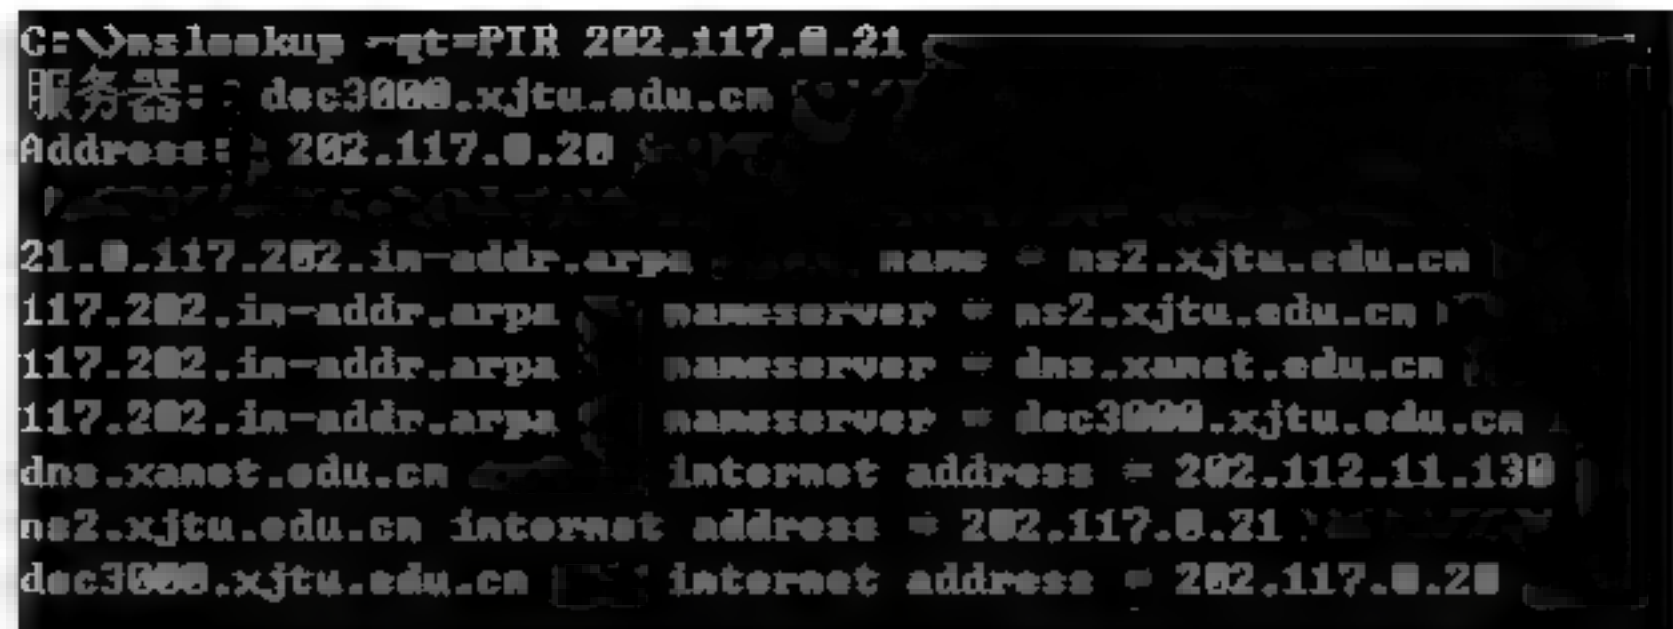 C:\>nslookup -qt=PTR 202.117.0.21
服务器: dec3000.xjtu.edu.cn
Address: 202.117.0.20
21.0.117.202.in-addr.arpa name = ns2.xjtu.edu.cn
117.202.in-addr.arpa nameserver = ns2.xjtu.edu.cn
117.202.in-addr.arpa nameserver = dns.xanet.edu.cn
117.202.in-addr.arpa nameserver = dec3000.xjtu.edu.cn
dns.xanet.edu.cn internet address = 202.112.11.130
ns2.xjtu.edu.cn internet address = 202.117.0.21
dec3000.xjtu.edu.cn internet address = 202.117.0.20